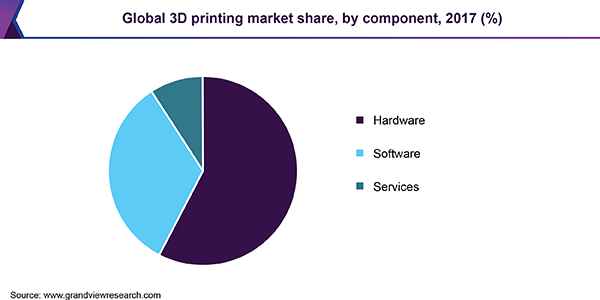 Global 3D printing market share, by component, 2017 (%)
Hardware
Software
Services
Source: www.grandviewresearch.com